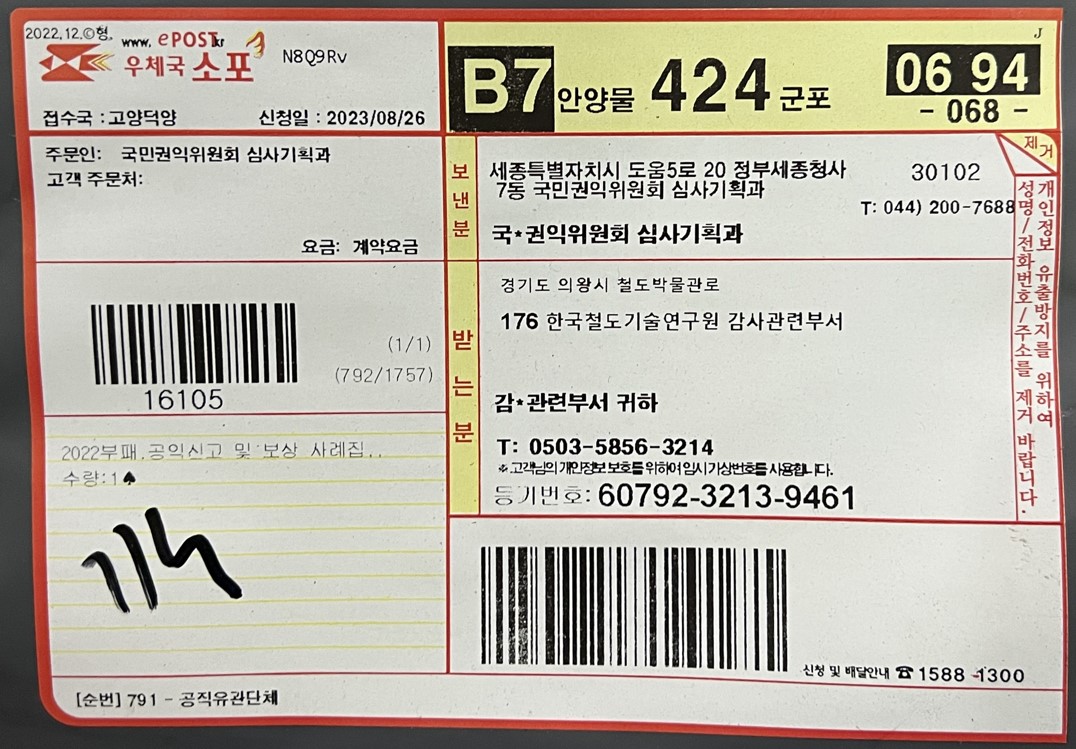 2022.12.©형.
www. ePOST.kr
우체국 소포
N8Q9Rv
접수국 : 고양덕양
신청일 : 2023/08/26
J
B7 안양물 424 군포
06 94
- 068 -
주문인: 국민권익위원회 심사기획과
고객 주문처:
요금: 계약요금
보낸분
세종특별자치시 도움5로 20 정부세종청사
7동 국민권익위원회 심사기획과
30102
T: 044) 200-7688
국*권익위원회 심사기획과
제거
개인정보 유출방지를 위하여
성명/전화번호/주소를 제거 바랍니다.
(1/1)
(792/1757)
16105
받는분
경기도 의왕시 철도박물관로
176 한국철도기술연구원 감사관련부서
감*관련부서 귀하
T: 0503-5856-3214
※ 고객님의 개인정보 보호를 위하여 임시 가상번호를 사용합니다.
등기번호: 60792-3213-9461
2022부패.공익신고 및 보상 사례집..
수량:1♠
신청 및 배달안내 ☎ 1588-1300
[순번] 791 - 공직유관단체